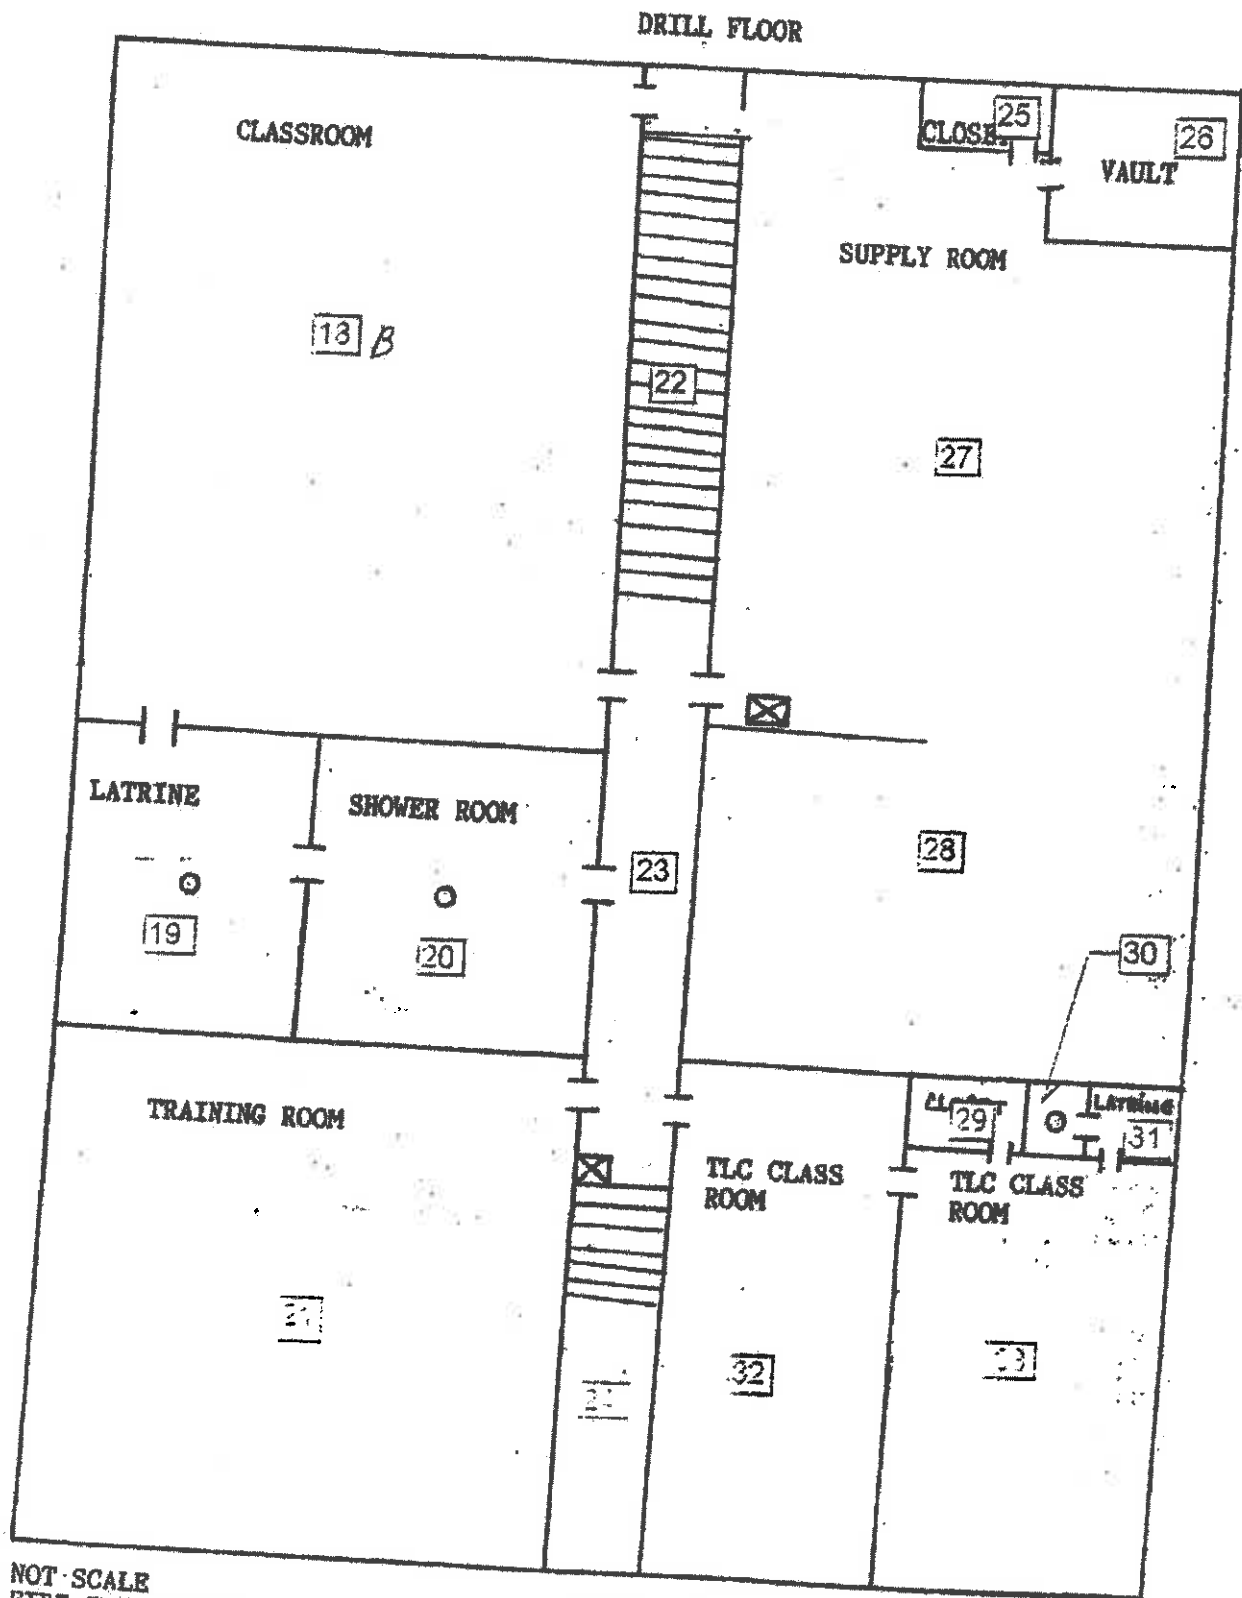 DRILL FLOOR
CLASSROOM
CLOSET
25
26
VAULT
SUPPLY ROOM
18 B
22
27
LATRINE
SHOWER ROOM
23
28
19
20
30
TRAINING ROOM
29
LATRINE
31
TLC CLASS
ROOM
TLC CLASS
ROOM
32
33
NOT SCALE